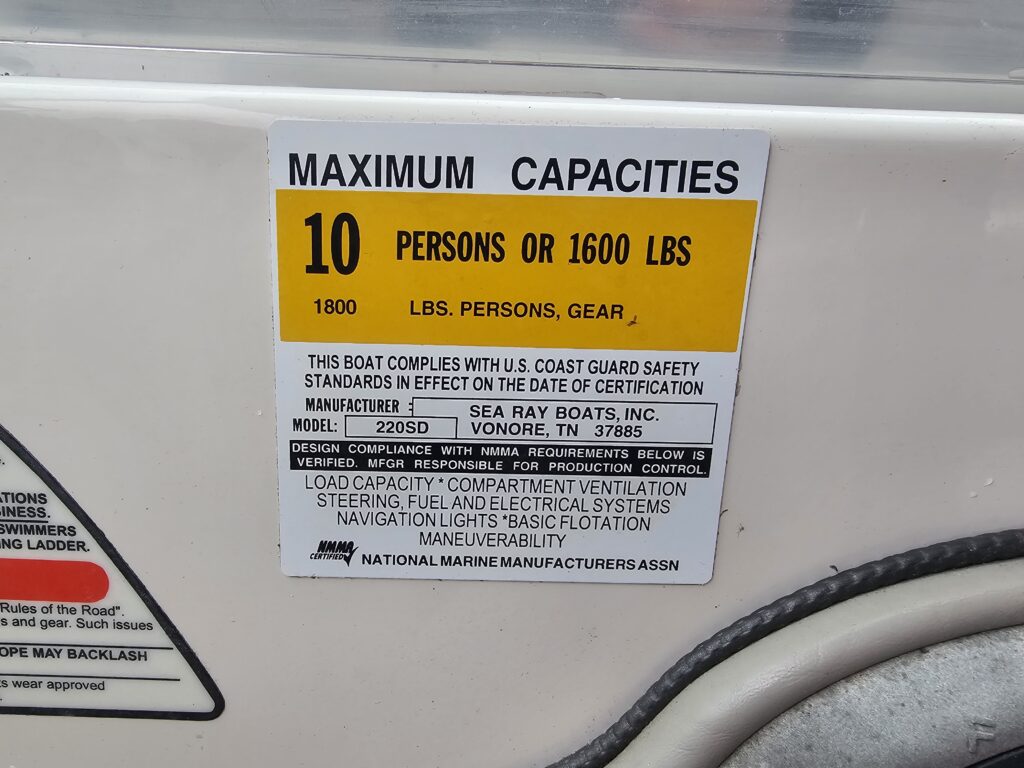 MAXIMUM CAPACITIES
10 PERSONS OR 1600 LBS
1800 LBS. PERSONS, GEAR
THIS BOAT COMPLIES WITH U.S. COAST GUARD SAFETY
STANDARDS IN EFFECT ON THE DATE OF CERTIFICATION
MANUFACTURER : SEA RAY BOATS, INC.
MODEL: 220SD VONORE, TN 37885
DESIGN COMPLIANCE WITH NMMA REQUIREMENTS BELOW IS
VERIFIED. MFGR RESPONSIBLE FOR PRODUCTION CONTROL.
LOAD CAPACITY * COMPARTMENT VENTILATION
STEERING, FUEL AND ELECTRICAL SYSTEMS
NAVIGATION LIGHTS *BASIC FLOTATION
MANEUVERABILITY
NMMA
CERTIFIED
NATIONAL MARINE MANUFACTURERS ASSN
SWIMMERS
LADDER.
"Rules of the Road".
and gear. Such issues
MAY BACKLASH
wear approved
F